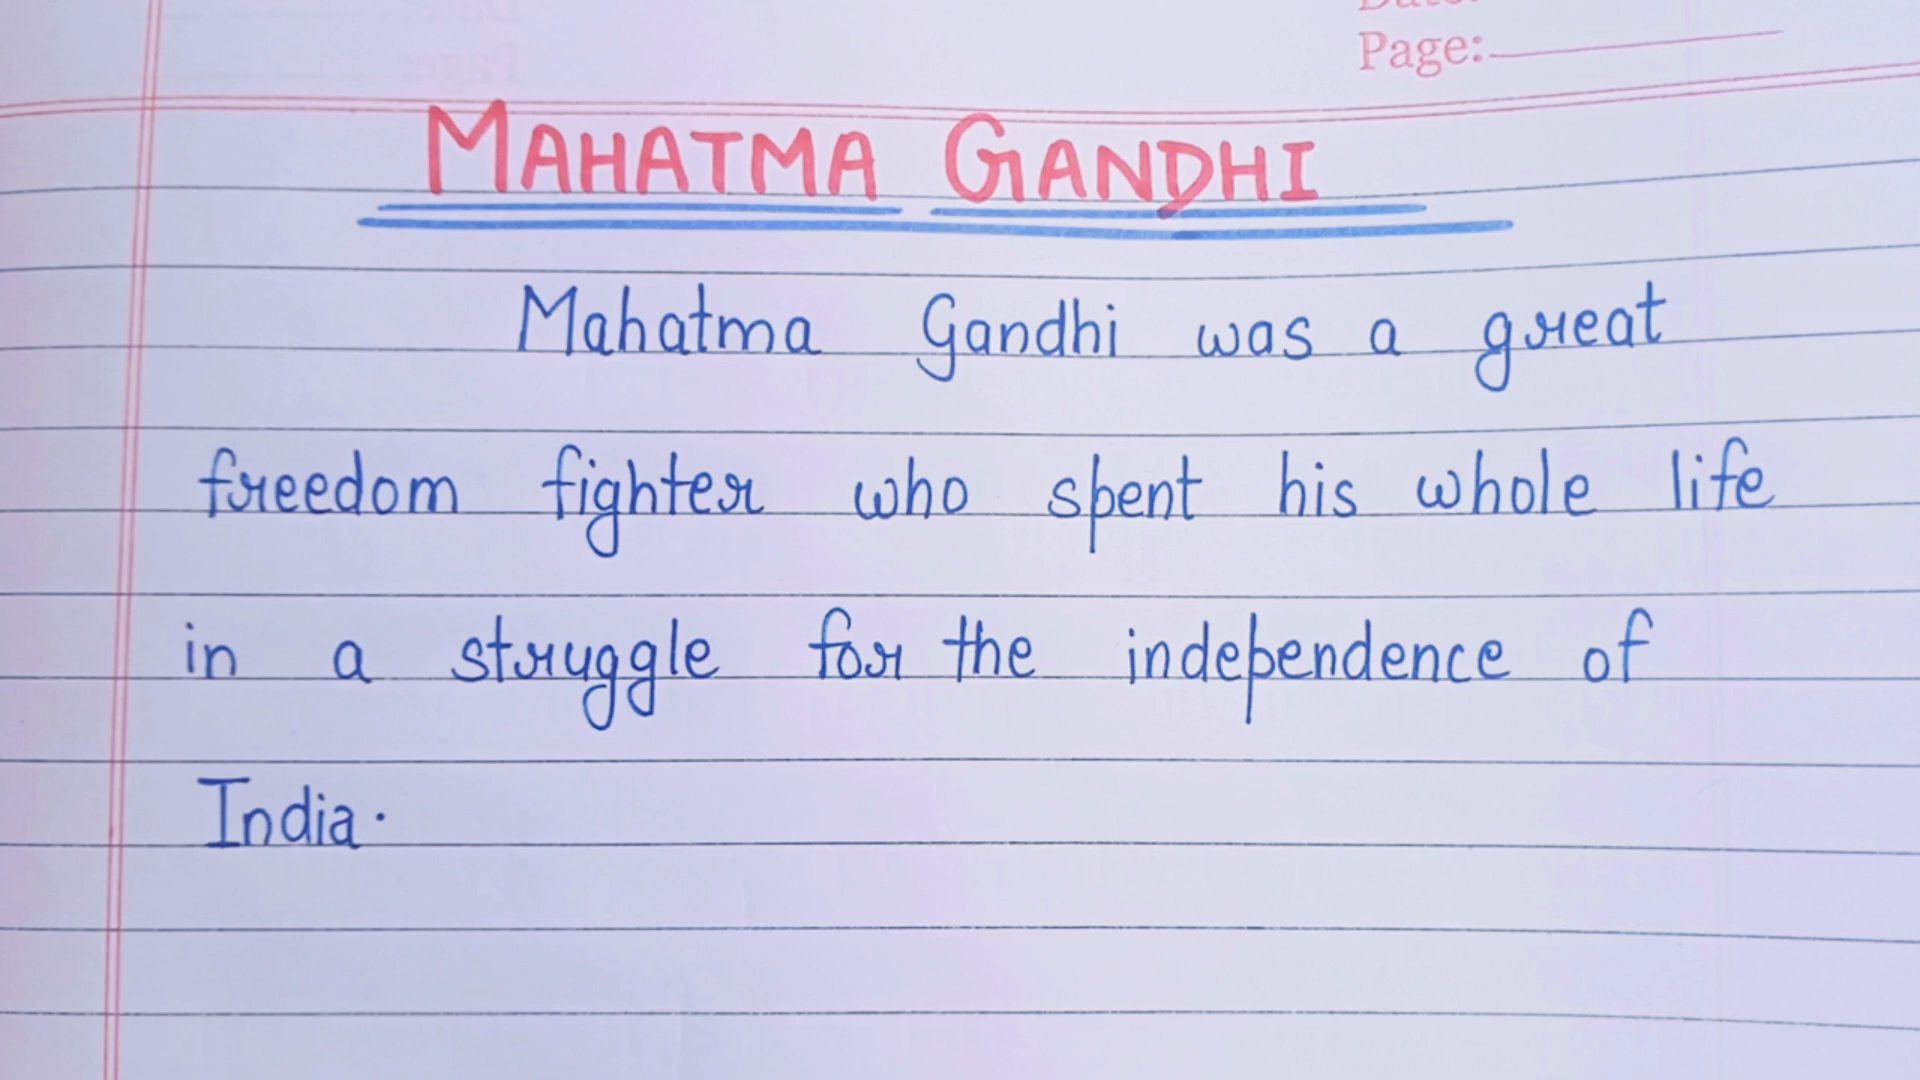 Page:
MAHATMA GANDHI
Mahatma Gandhi was a great
freedom fighter who spent his whole life
in a struggle for the independence of
India.